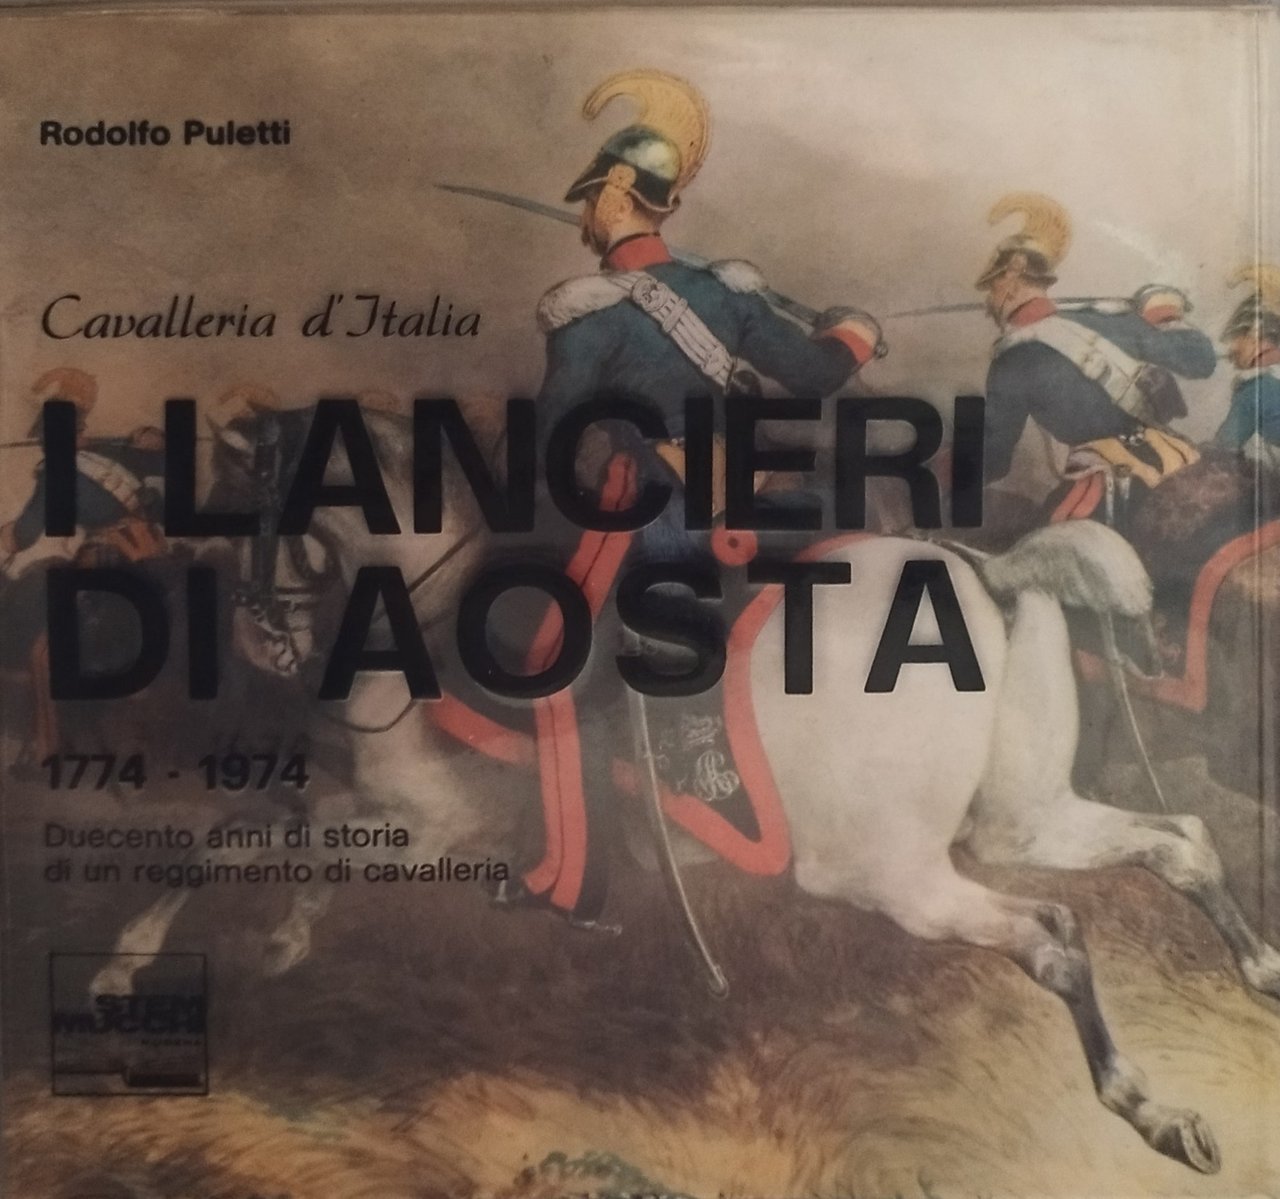 Rodolfo Puletti
Cavalleria d'Italia
I LANCIERI
DI AOSTA
1774 - 1974
Duecento anni di storia
di un reggimento di cavalleria
STEM
MUCCHI
MODENA